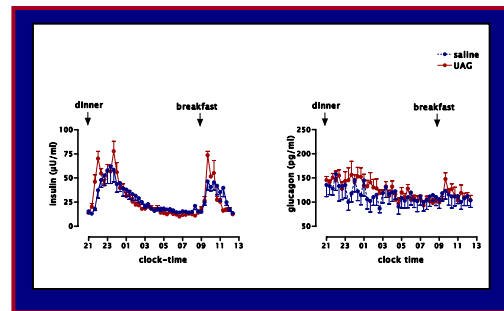 saline
UAG
dinner
breakfast
dinner
breakfast
100
75
50
25
0
insulin (µU/ml)
21 23 01 03 05 07 09 11 13
clock-time
250
200
150
100
50
glucagon (pg/ml)
21 23 01 03 05 07 09 11 13
clock time